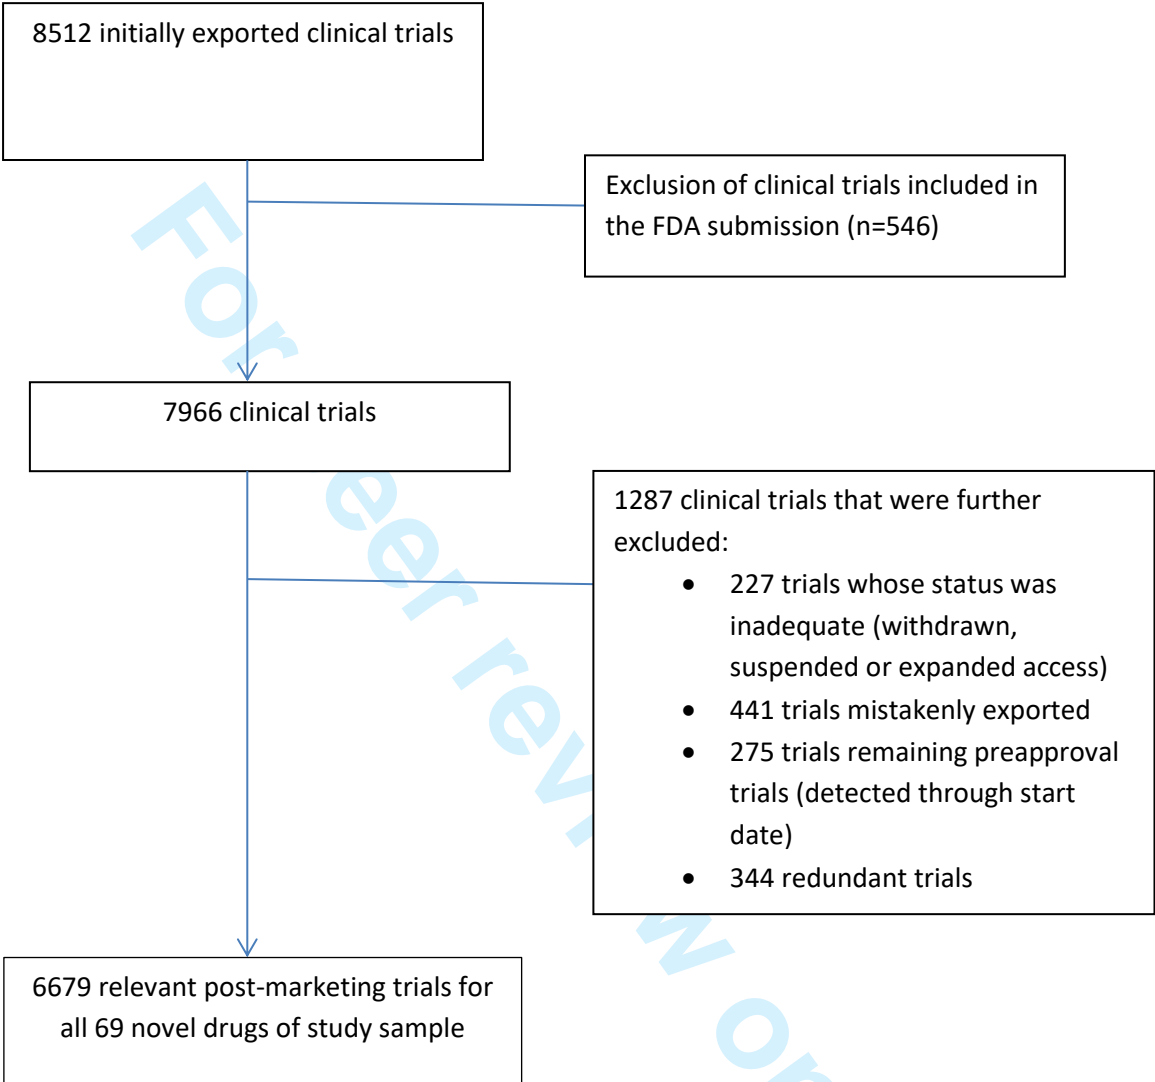 8512 initially exported clinical trials
Exclusion of clinical trials included in
the FDA submission (n=546)
7966 clinical trials
1287 clinical trials that were further
excluded:
• 227 trials whose status was
inadequate (withdrawn,
suspended or expanded access)
• 441 trials mistakenly exported
• 275 trials remaining preapproval
trials (detected through start
date)
• 344 redundant trials
6679 relevant post-marketing trials for
all 69 novel drugs of study sample
For
eer review on